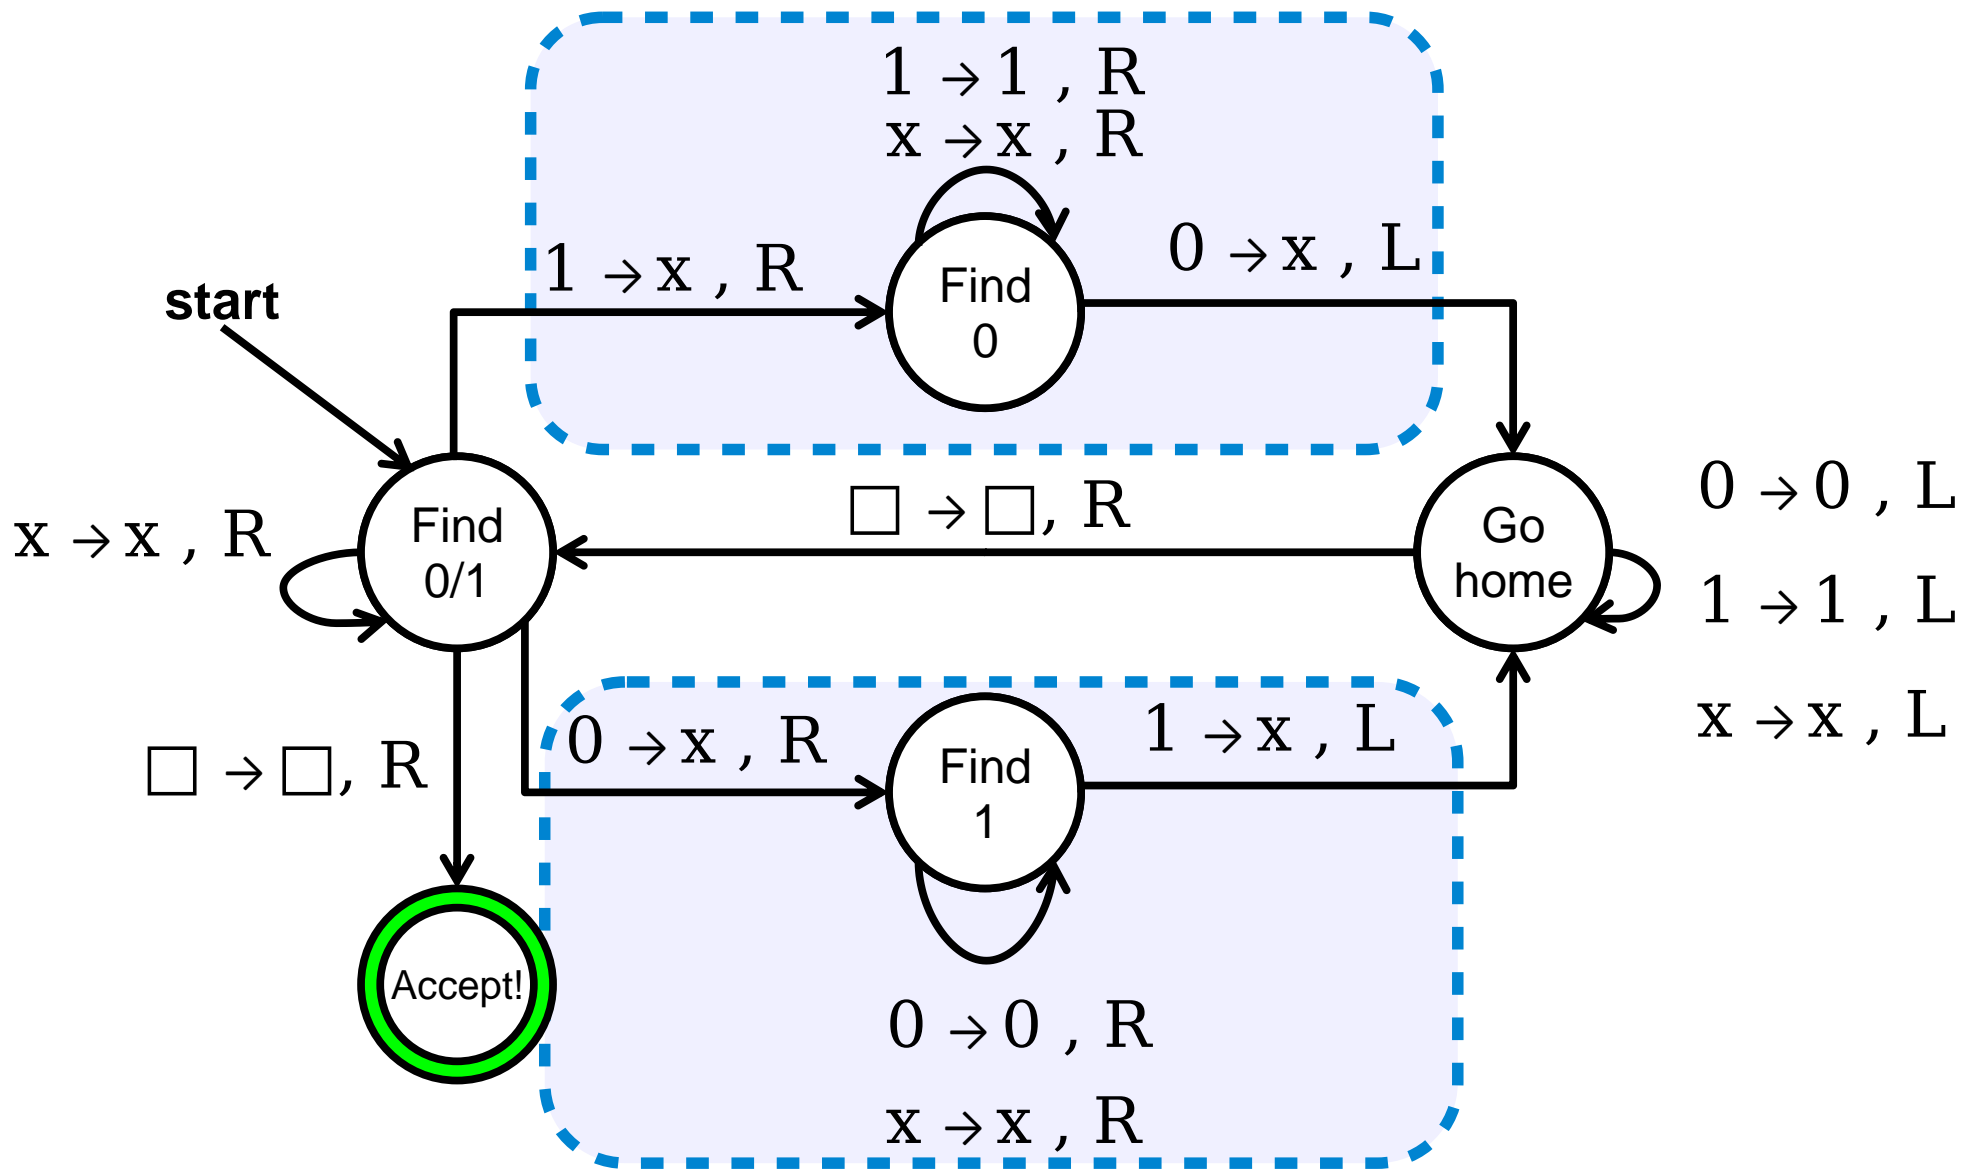 1 → 1 , R
x → x , R
1 → x , R
Find
0
0 → x , L
start
x → x , R
Find
0/1
□ → □, R
Go
home
0 → 0 , L
1 → 1 , L
x → x , L
□ → □, R
0 → x , R
Find
1
1 → x , L
Accept!
0 → 0 , R
x → x , R